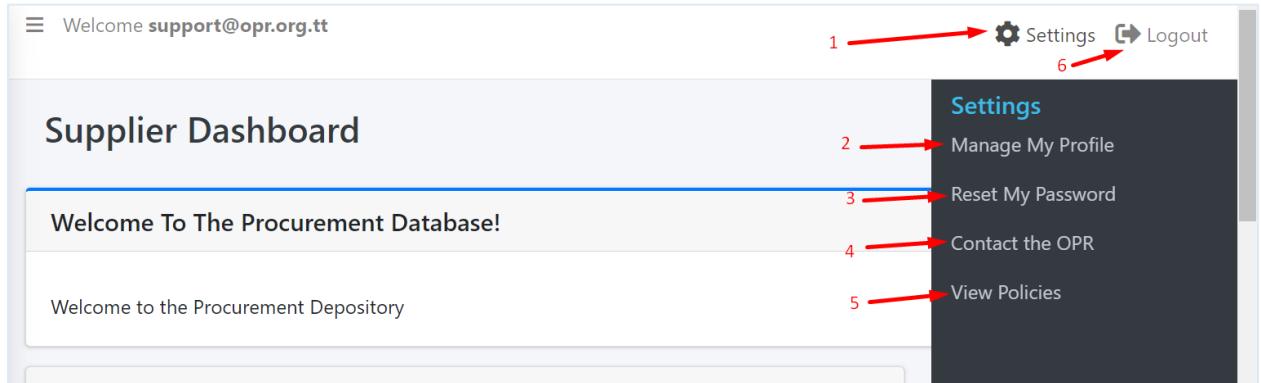 Welcome support@opr.org.tt
1
Settings
Logout
6
Supplier Dashboard
Settings
2
Manage My Profile
3
Reset My Password
Welcome To The Procurement Database!
4
Contact the OPR
5
View Policies
Welcome to the Procurement Depository